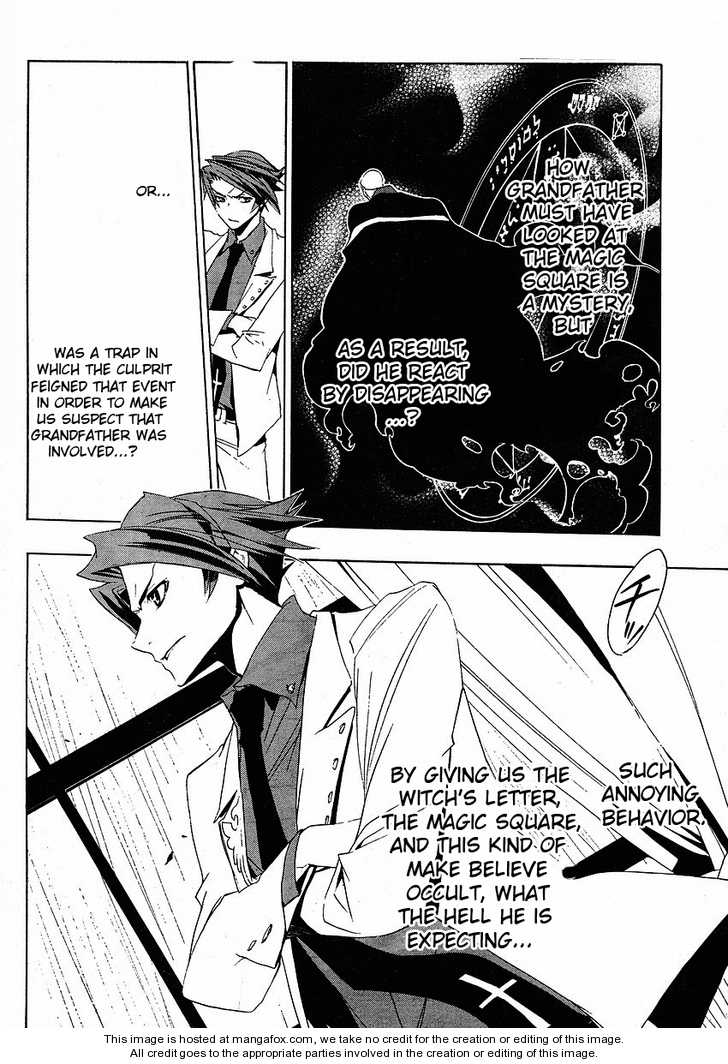 HOW
GRANDFATHER
MUST HAVE
LOOKED AT
THE MAGIC
SQUARE IS
A MYSTERY,
BUT
AS A RESULT,
DID HE REACT
BY DISAPPEARING
...?
OR...
WAS A TRAP IN
WHICH THE CULPRIT
FEIGNED THAT EVENT
IN ORDER TO MAKE
US SUSPECT THAT
GRANDFATHER WAS
INVOLVED...?
チッ
SUCH
ANNOYING
BEHAVIOR.
BY GIVING US THE
WITCH'S LETTER,
THE MAGIC SQUARE,
AND THIS KIND OF
MAKE BELIEVE
OCCULT, WHAT
THE HELL HE IS
EXPECTING...
This image is hosted at mangafox.com, we take no credit for the creation or editing of this image.
All credit goes to the appropriate parties involved in the creation or editing of this image.